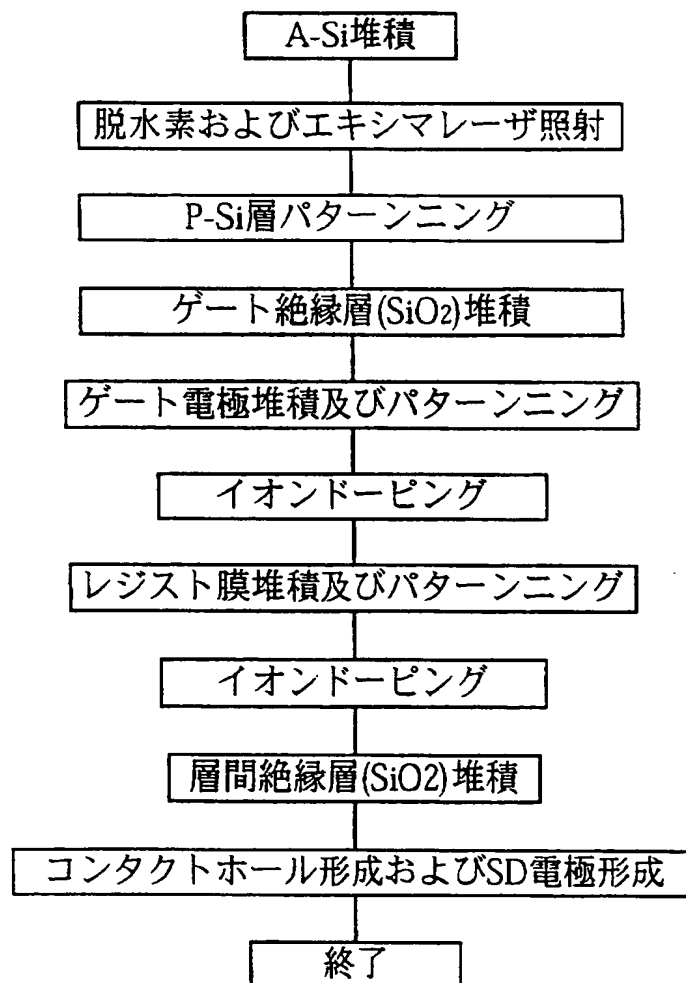 A-Si堆積
脱水素およびエキシマレーザ照射
P-Si層パターンニング
ゲート絶縁層(SiO2)堆積
ゲート電極堆積及びパターンニング
イオンドーピング
レジスト膜堆積及びパターンニング
イオンドーピング
層間絶縁層(SiO2)堆積
コンタクトホール形成およびSD電極形成
終了